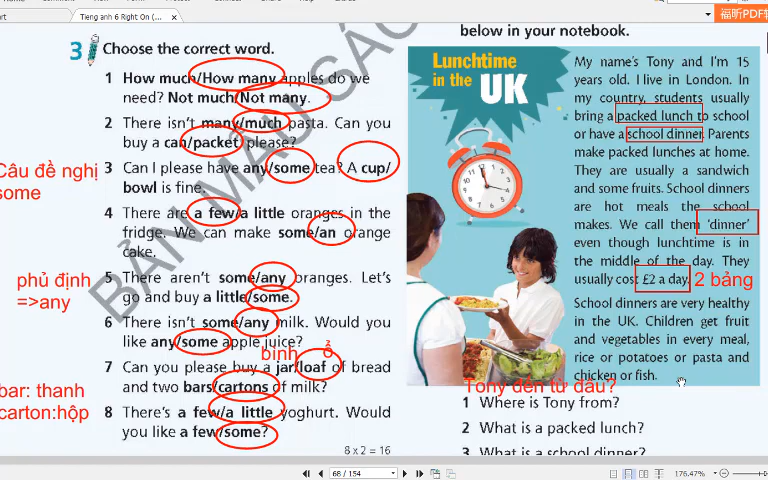 Tieng anh 6 Right On (...
3 Choose the correct word.
1 How much/How many apples do we
need? Not much/Not many.
2 There isn't many/much pasta. Can you
buy a can/packet please?
3 Can I please have any/some tea? A cup/
bowl is fine.
4 There are a few/a little oranges in the
fridge. We can make some/an orange
cake.
5 There aren't some/any oranges. Let's
go and buy a little/some.
6 There isn't some/any milk. Would you
like any/some apple juice?
7 Can you please buy a jar/loaf of bread
and two bars/cartons of milk?
8 There's a few/a little yoghurt. Would
you like a few/some?
8 x 2 = 16
Câu đề nghị
some
phủ định
=>any
bình ổ
bar: thanh
carton:hộp
BẢN MẪU SÁC
below in your notebook.
Lunchtime
in the UK
My name's Tony and I'm 15
years old. I live in London. In
my country, students usually
bring a packed lunch to school
or have a school dinner. Parents
make packed lunches at home.
They are usually a sandwich
and some fruits. School dinners
are hot meals the school
makes. We call them 'dinner'
even though lunchtime is in
the middle of the day. They
usually cost £2 a day. 2 bảng
School dinners are very healthy
in the UK. Children get fruit
and vegetables in every meal,
rice or potatoes or pasta and
chicken or fish.
Tony đến từ đâu?
1 Where is Tony from?
2 What is a packed lunch?
3 What is a school dinner?
68 / 154
176.47%